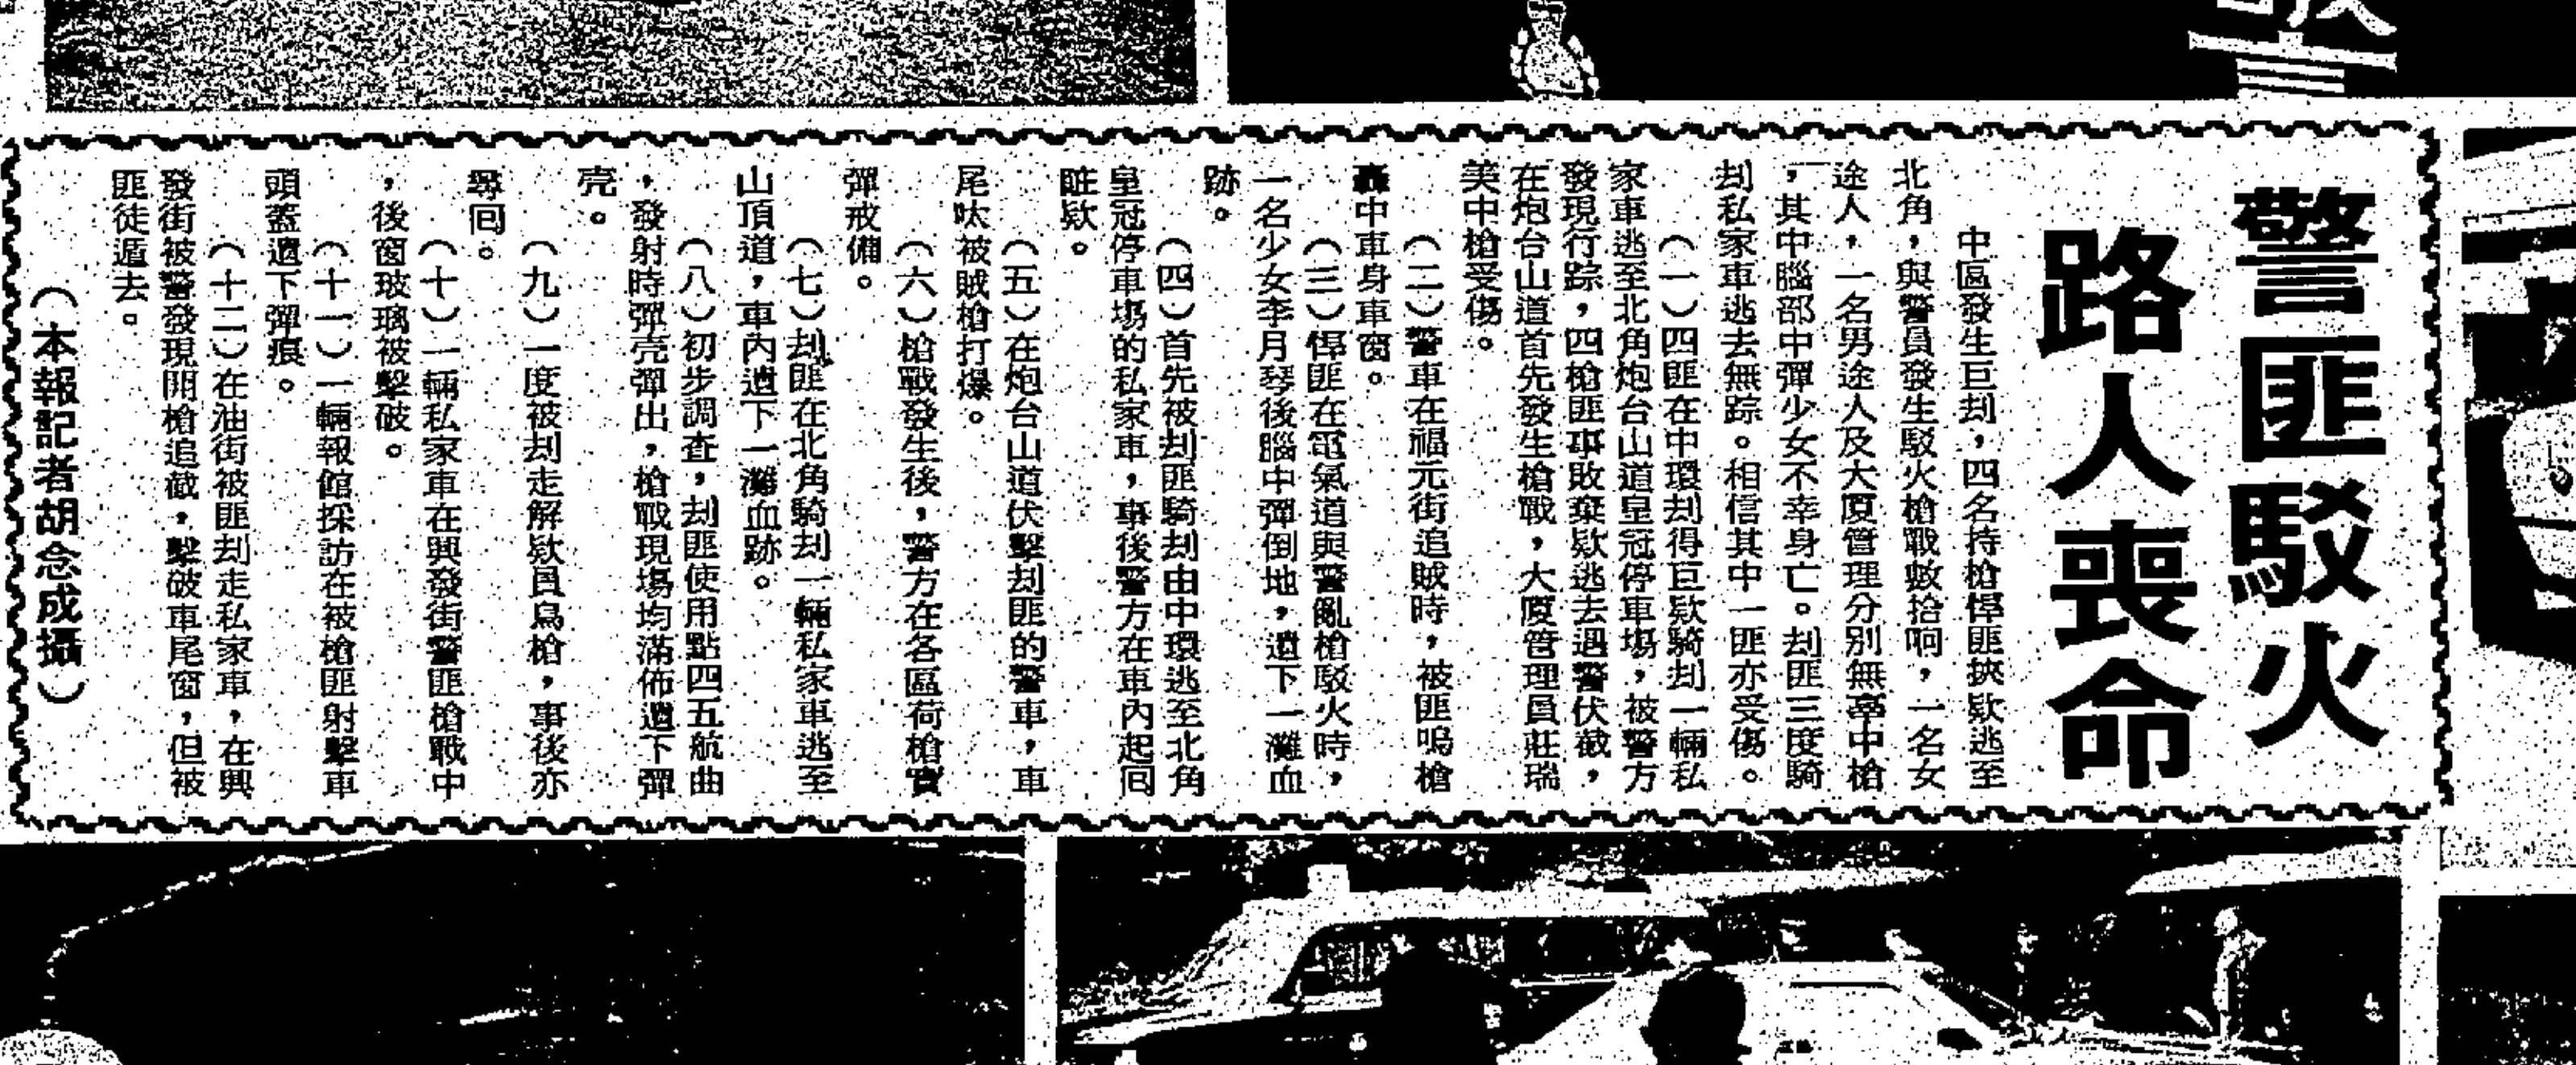 警匪駁火
路人喪命
中區發生巨刦，四名持槍悍匪挾欵逃至
北角，與警員發生駁火槍戰數拾响，一名女
途人，一名男途人及大厦管理分別無辜中槍
，其中腦部中彈少女不幸身亡。刦匪三度騎
刦私家車逃去無踪。相信其中一匪亦受傷。
（一）四匪在中環刦得巨欵騎刦一輛私
家車逃至北角炮台山道皇冠停車塲，被警方
發現行踪，四槍匪事敗棄欵逃去遇警伏截，
在炮台山道首先發生槍戰，大厦管理員莊瑞
美中槍受傷。
（二）警車在福元街追賊時，被匪鳴槍
轟中車身車窗。
（三）悍匪在電氣道與警亂槍駁火時，
一名少女李月琴後腦中彈倒地，遺下一灘血
跡。
（四）首先被刦匪騎刦由中環逃至北角
皇冠停車塲的私家車，事後警方在車內起回
賍欵。
（五）在炮台山道伏擊刦匪的警車，車
尾呔被賊槍打爆。
（六）槍戰發生後，警方在各區荷槍實
彈戒備。
（七）刦匪在北角騎刦一輛私家車逃至
山頂道，車內遺下一灘血跡。
（八）初步調查，刦匪使用點四五航曲
，發射時彈壳彈出，槍戰現塲均滿佈遺下彈
壳。
（九）一度被刦走解欵員鳥槍，事後亦
尋回。
（十）一輛私家車在興發街警匪槍戰中
，後窗玻璃被擊破。
（十一）一輛報館採訪在被槍匪射擊車
頭蓋遺下彈痕。
（十二）在油街被匪刦走私家車，在興
發街被警發現開槍追截，擊破車尾窗，但被
匪徒遁去。
（本報記者胡念成攝）